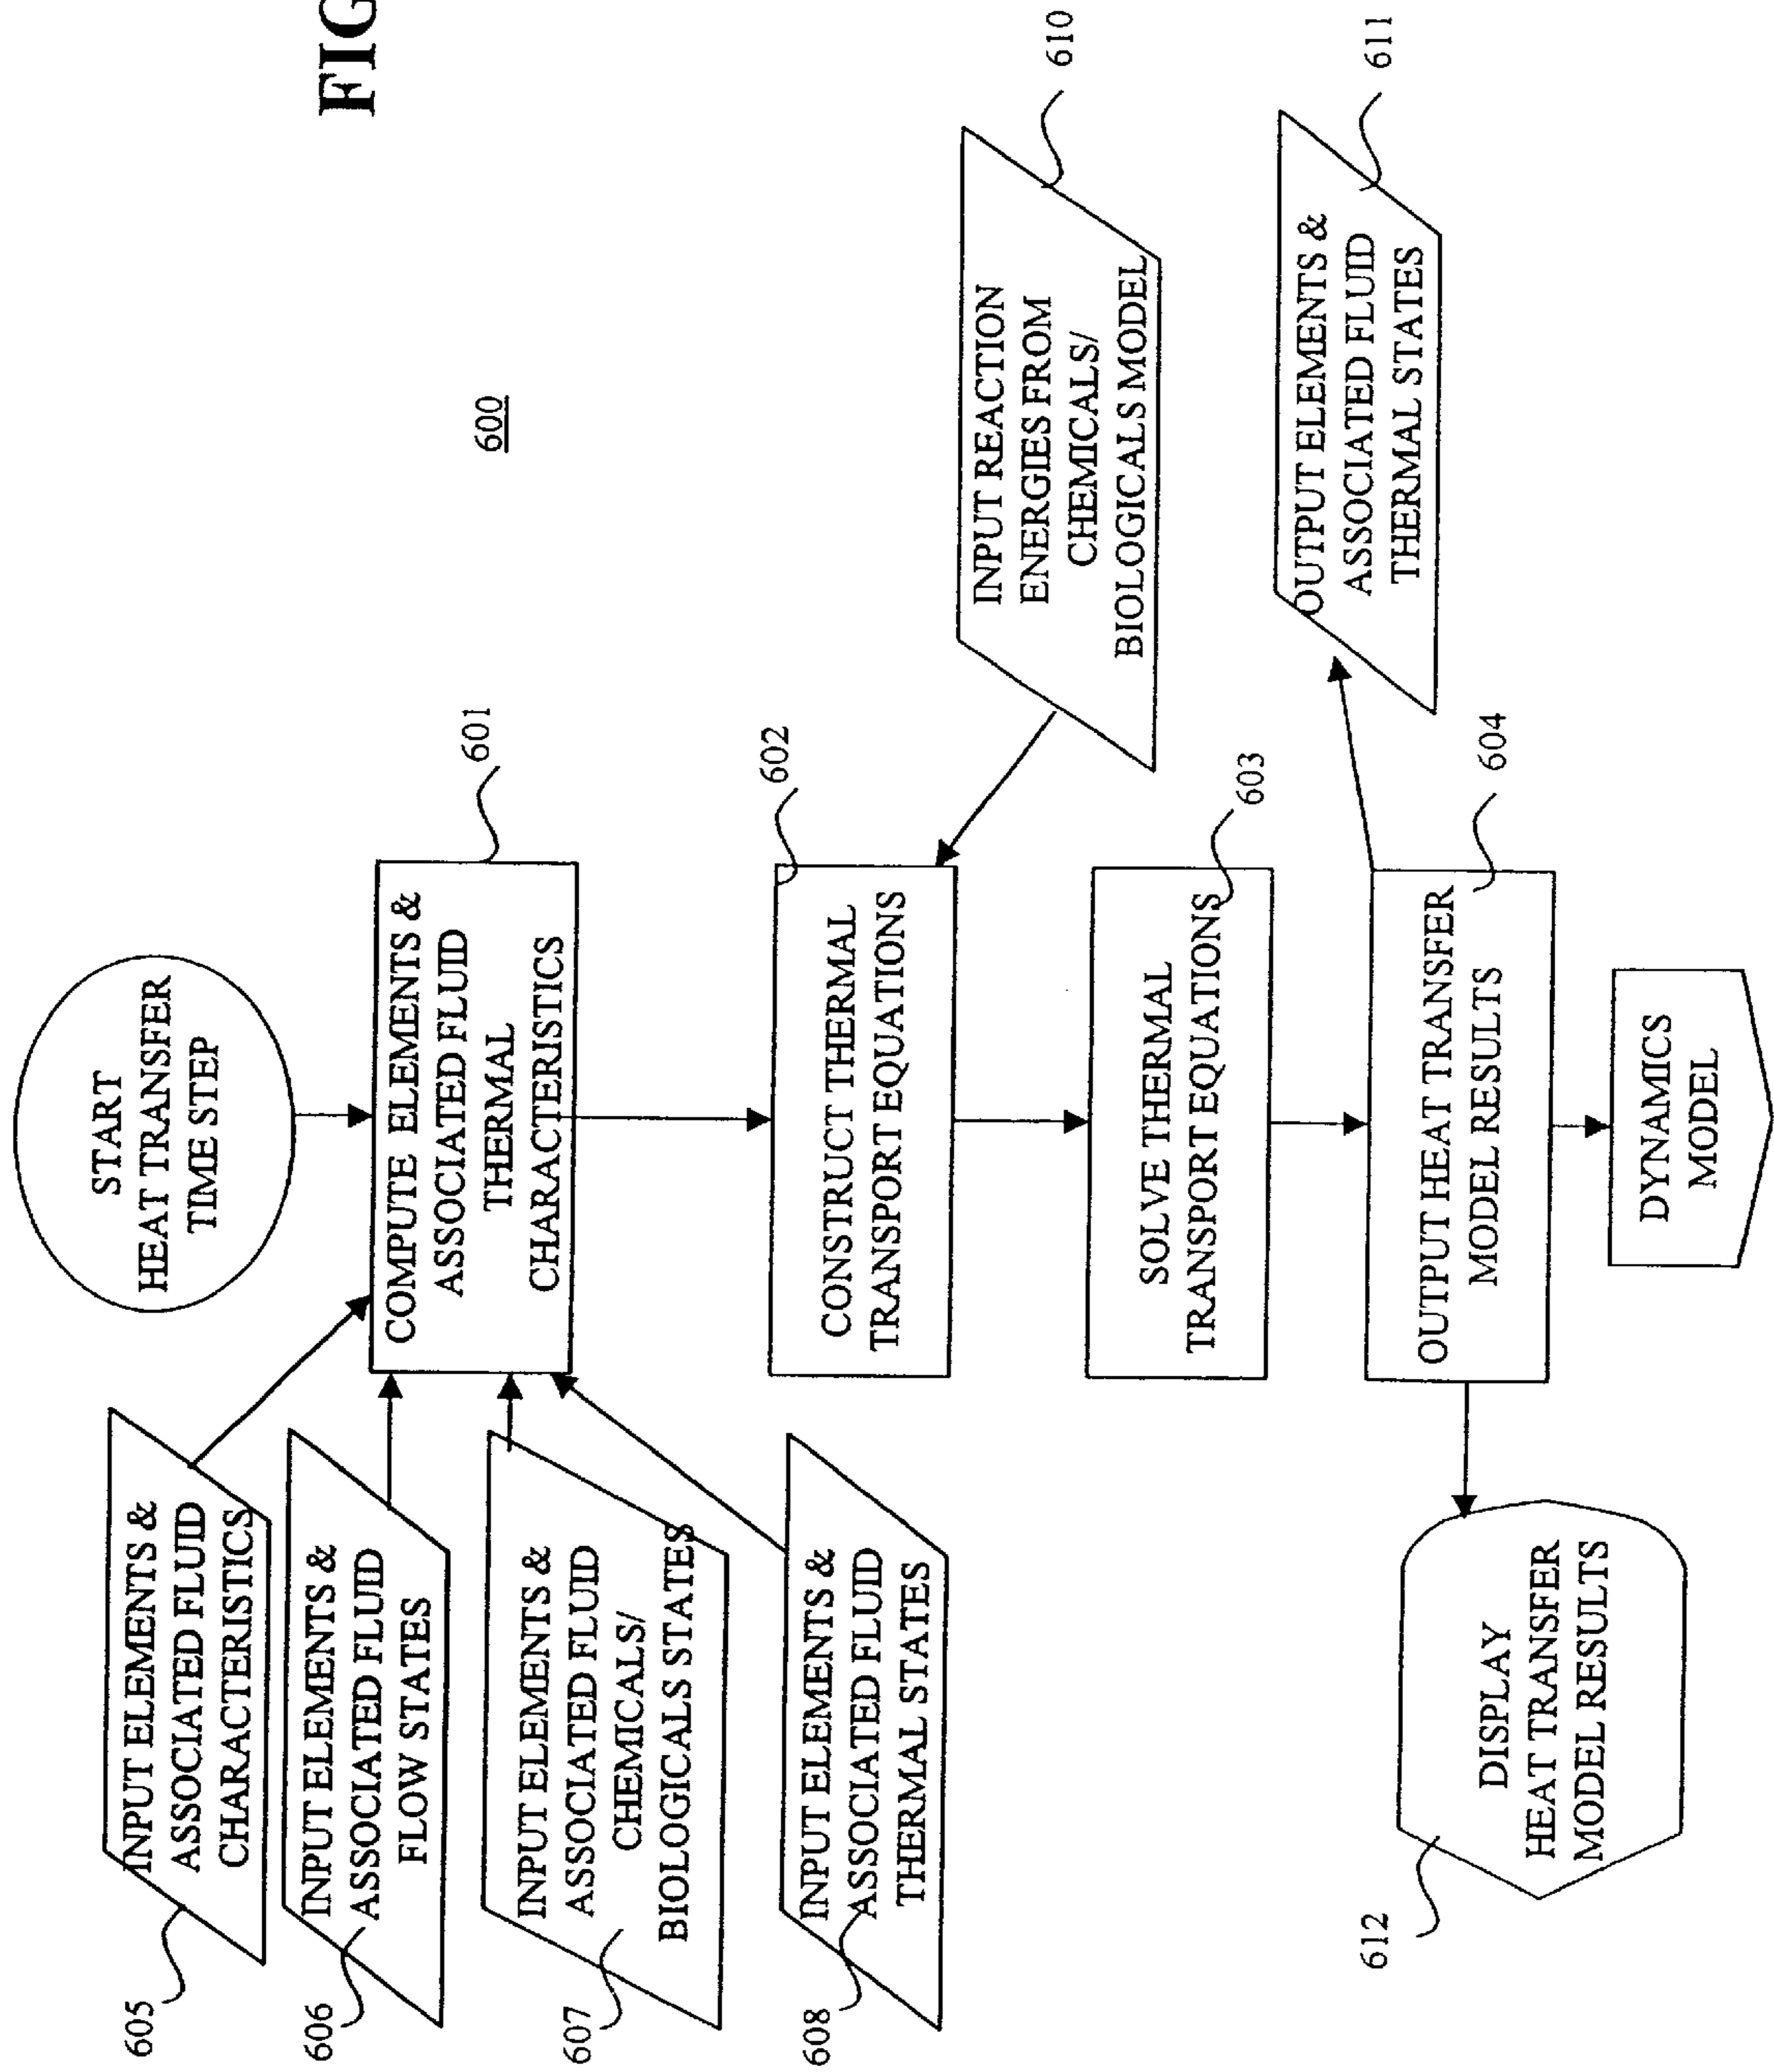 FIG
600
START
HEAT TRANSFER
TIME STEP
605
INPUT ELEMENTS &
ASSOCIATED FLUID
CHARACTERISTICS
606
INPUT ELEMENTS &
ASSOCIATED FLUID
FLOW STATES
607
INPUT ELEMENTS &
ASSOCIATED FLUID
CHEMICALS/
BIOLOGICALS STATES
608
INPUT ELEMENTS &
ASSOCIATED FLUID
THERMAL STATES
COMPUTE ELEMENTS &
ASSOCIATED FLUID
THERMAL
CHARACTERISTICS
601
CONSTRUCT THERMAL
TRANSPORT EQUATIONS
602
INPUT REACTION
ENERGIES FROM
CHEMICALS/
BIOLOGICALS MODEL
610
SOLVE THERMAL
TRANSPORT EQUATIONS
603
OUTPUT HEAT TRANSFER
MODEL RESULTS
604
OUTPUT ELEMENTS &
ASSOCIATED FLUID
THERMAL STATES
611
DISPLAY
HEAT TRANSFER
MODEL RESULTS
612
DYNAMICS
MODEL